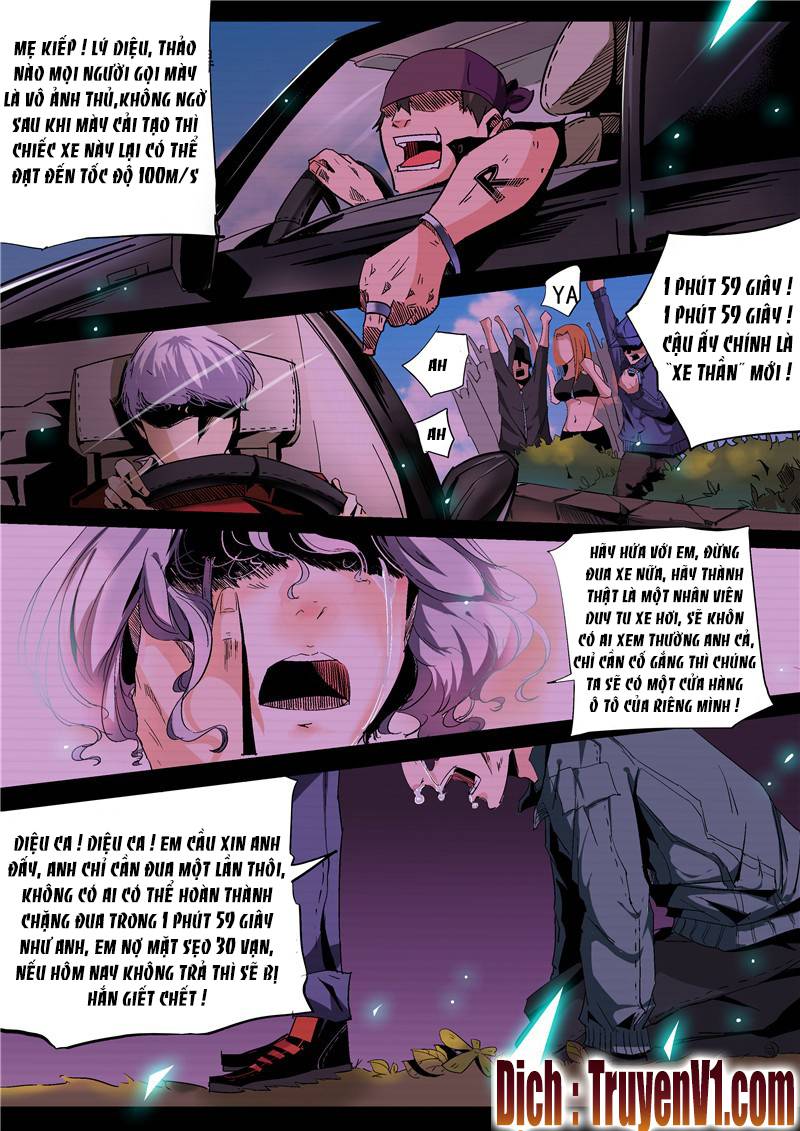 MẸ KIẾP ! LÝ DIỆU, THẢO
NÀO MỌI NGƯỜI GỌI MÀY
LÀ VÔ ẢNH THỦ,KHÔNG NGỜ
SAU KHI MÀY CẢI TẠO THÌ
CHIẾC XE NÀY LẠI CÓ THỂ
ĐẠT ĐẾN TỐC ĐỘ 100M/S
YA
1 PHÚT 59 GIÂY !
1 PHÚT 59 GIÂY !
CẬU ẤY CHÍNH LÀ
"XE THẦN" MỚI !
AH
AH
HÃY HỨA VỚI EM, ĐỪNG
ĐUA XE NỮA, HÃY THÀNH
THẬT LÀ MỘT NHÂN VIÊN
DUY TU XE HƠI, SẼ KHÔN
CÓ AI XEM THƯỜNG ANH CẢ,
CHỈ CẦN CỐ GẮNG THÌ CHÚNG
TA SẼ CÓ MỘT CỬA HÀNG
Ô TÔ CỦA RIÊNG MÌNH !
DIỆU CA ! DIỆU CA ! EM CẦU XIN ANH
ĐẤY, ANH CHỈ CẦN ĐUA MỘT LẦN THÔI,
KHÔNG CÓ AI CÓ THỂ HOÀN THÀNH
CHẶNG ĐUA TRONG 1 PHÚT 59 GIÂY
NHƯ ANH, EM NỢ MẶT SẸO 30 VẠN,
NẾU HÔM NAY KHÔNG TRẢ THÌ SẼ BỊ
HẮN GIẾT CHẾT !
Dịch : TruyenV1.com